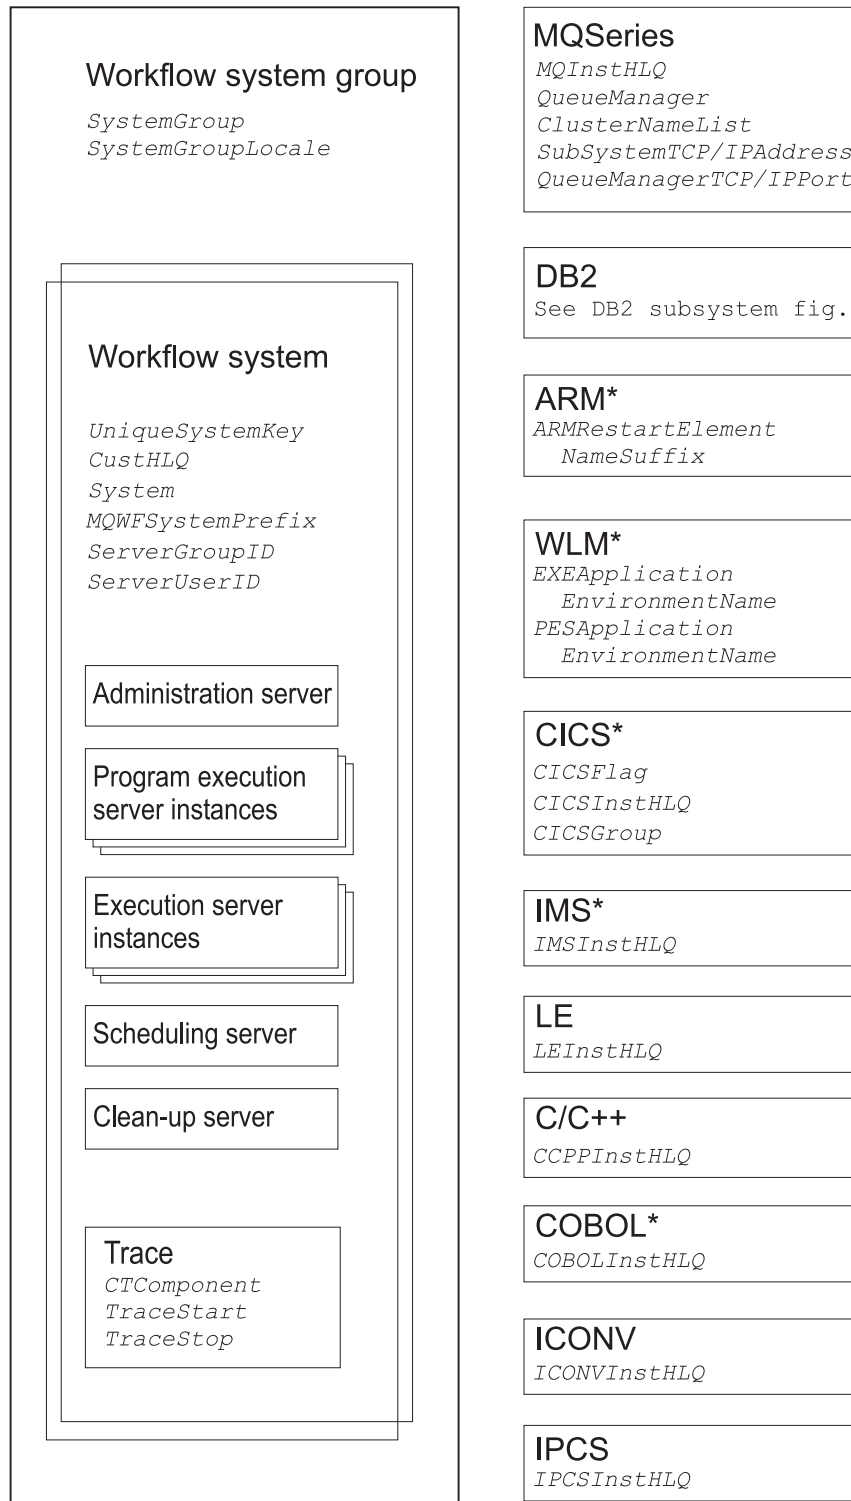 Workflow system group
SystemGroup
SystemGroupLocale
Workflow system
UniqueSystemKey
CustHLQ
System
MQWFSystemPrefix
ServerGroupID
ServerUserID
Administration server
Program execution
server instances
Execution server
instances
Scheduling server
Clean-up server
Trace
CTComponent
TraceStart
TraceStop
MQSeries
MQInstHLQ
QueueManager
ClusterNameList
SubSystemTCP/IPAddress
QueueManagerTCP/IPPort
DB2
See DB2 subsystem fig.
ARM*
ARMRestartElement
NameSuffix
WLM*
EXEApplication
EnvironmentName
PESApplication
EnvironmentName
CICS*
CICSFlag
CICSInstHLQ
CICSGroup
IMS*
IMSInstHLQ
LE
LEInstHLQ
C/C++
CCPPInstHLQ
COBOL*
COBOLInstHLQ
ICONV
ICONVInstHLQ
IPCS
IPCSInstHLQ